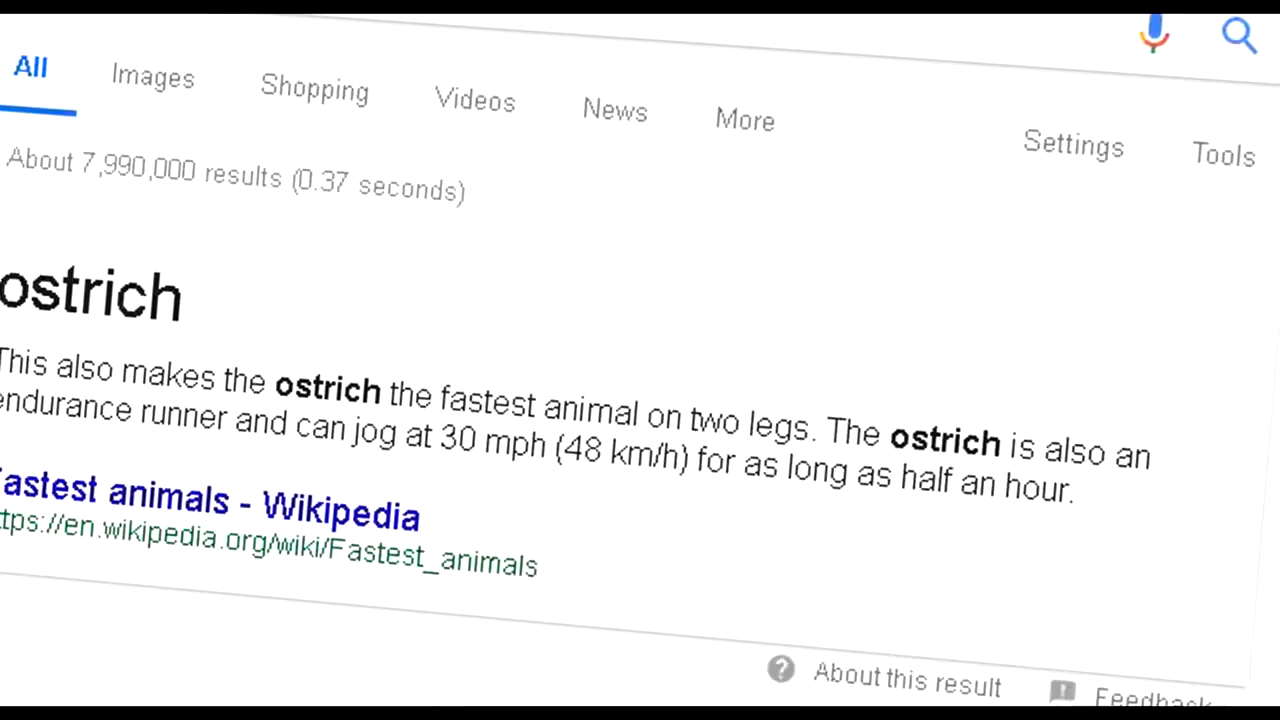 All Images Shopping Videos News More Settings Tools
About 7,990,000 results (0.37 seconds)
ostrich
This also makes the ostrich the fastest animal on two legs. The ostrich is also an
endurance runner and can jog at 30 mph (48 km/h) for as long as half an hour.
Fastest animals - Wikipedia
ttps://en.wikipedia.org/wiki/Fastest_animals
About this result Feedback